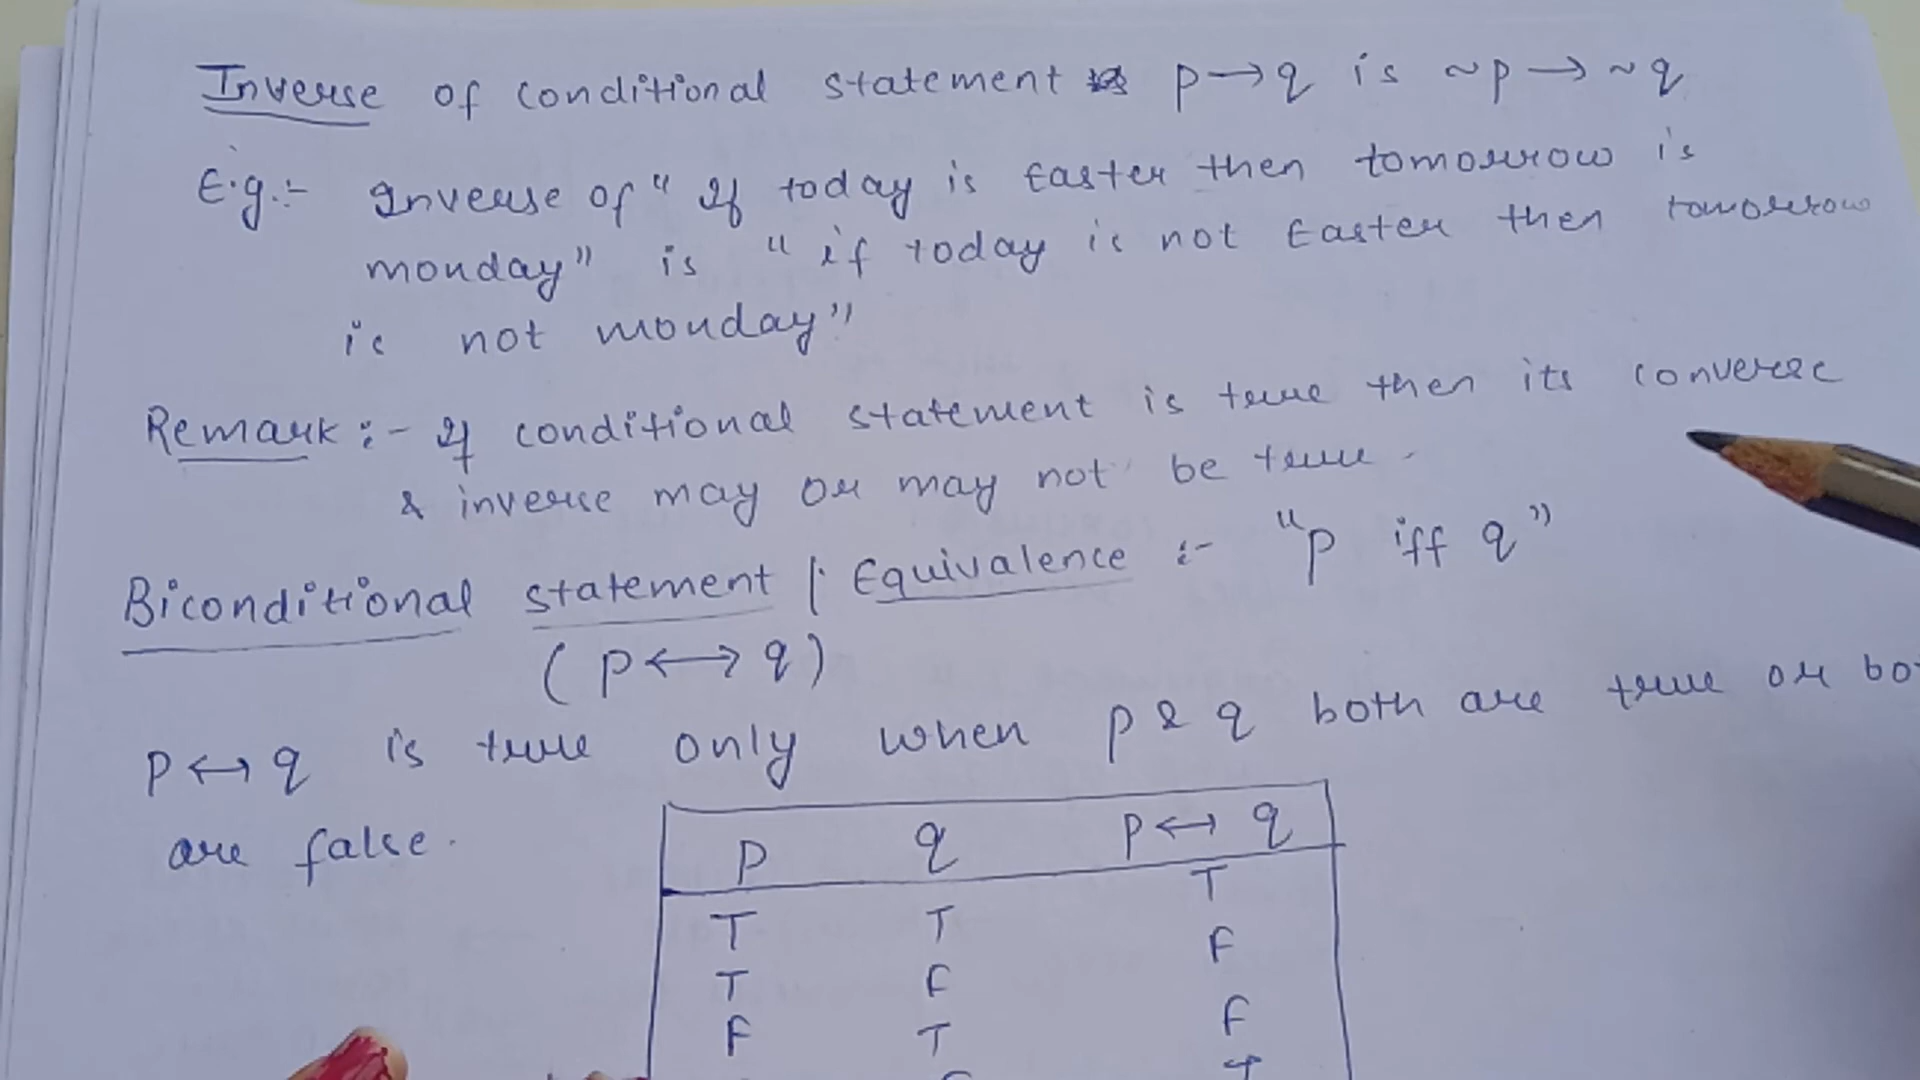 Inverse of conditional statement p→q is ~p→~q
E.g.:- Inverse of "If today is Easter then tomorrow is
monday" is "if today is not Easter then tomorrow
is not monday"
Remark:- If conditional statement is true then its converse
& inverse may or may not be true.
Biconditional statement | Equivalence :- "p iff q"
(p↔q)
p↔q is true only when p & q both are true or bo
are false.
p q p↔q
T T T
T F F
F T F